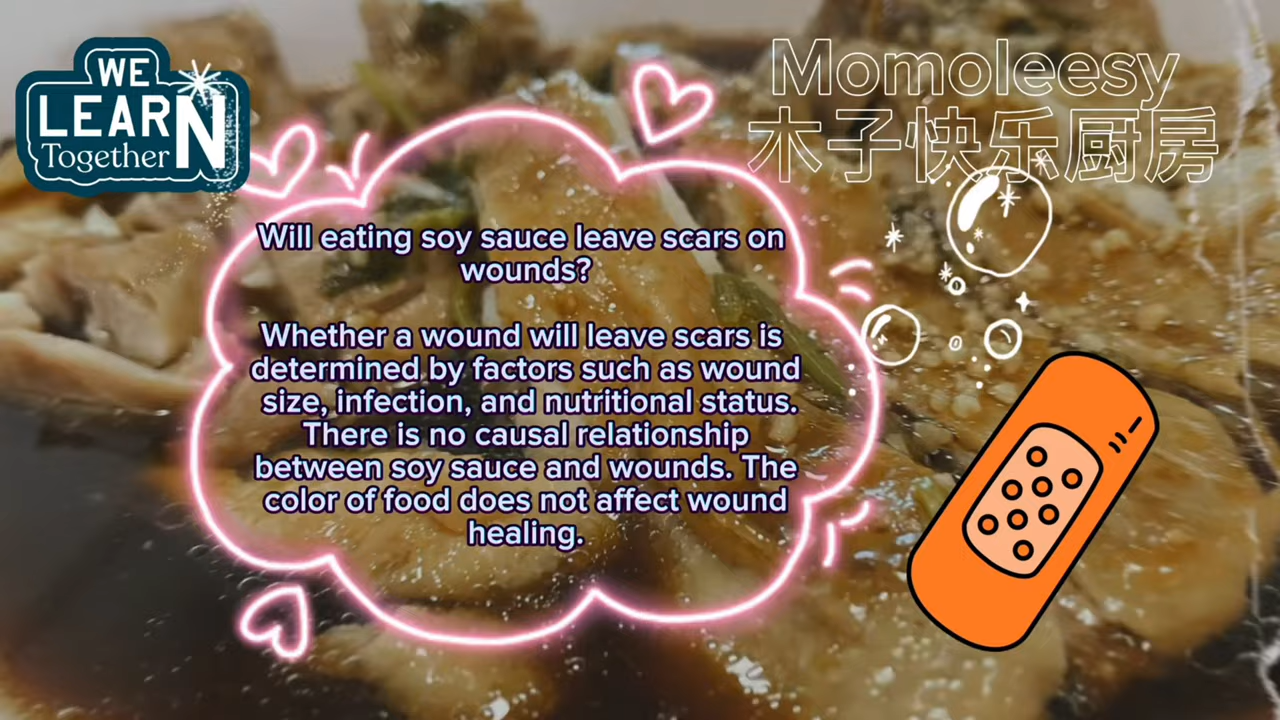 WE
LEARN
Together
Momoleesy
木子快乐厨房
Will eating soy sauce leave scars on
wounds?
Whether a wound will leave scars is
determined by factors such as wound
size, infection, and nutritional status.
There is no causal relationship
between soy sauce and wounds. The
color of food does not affect wound
healing.